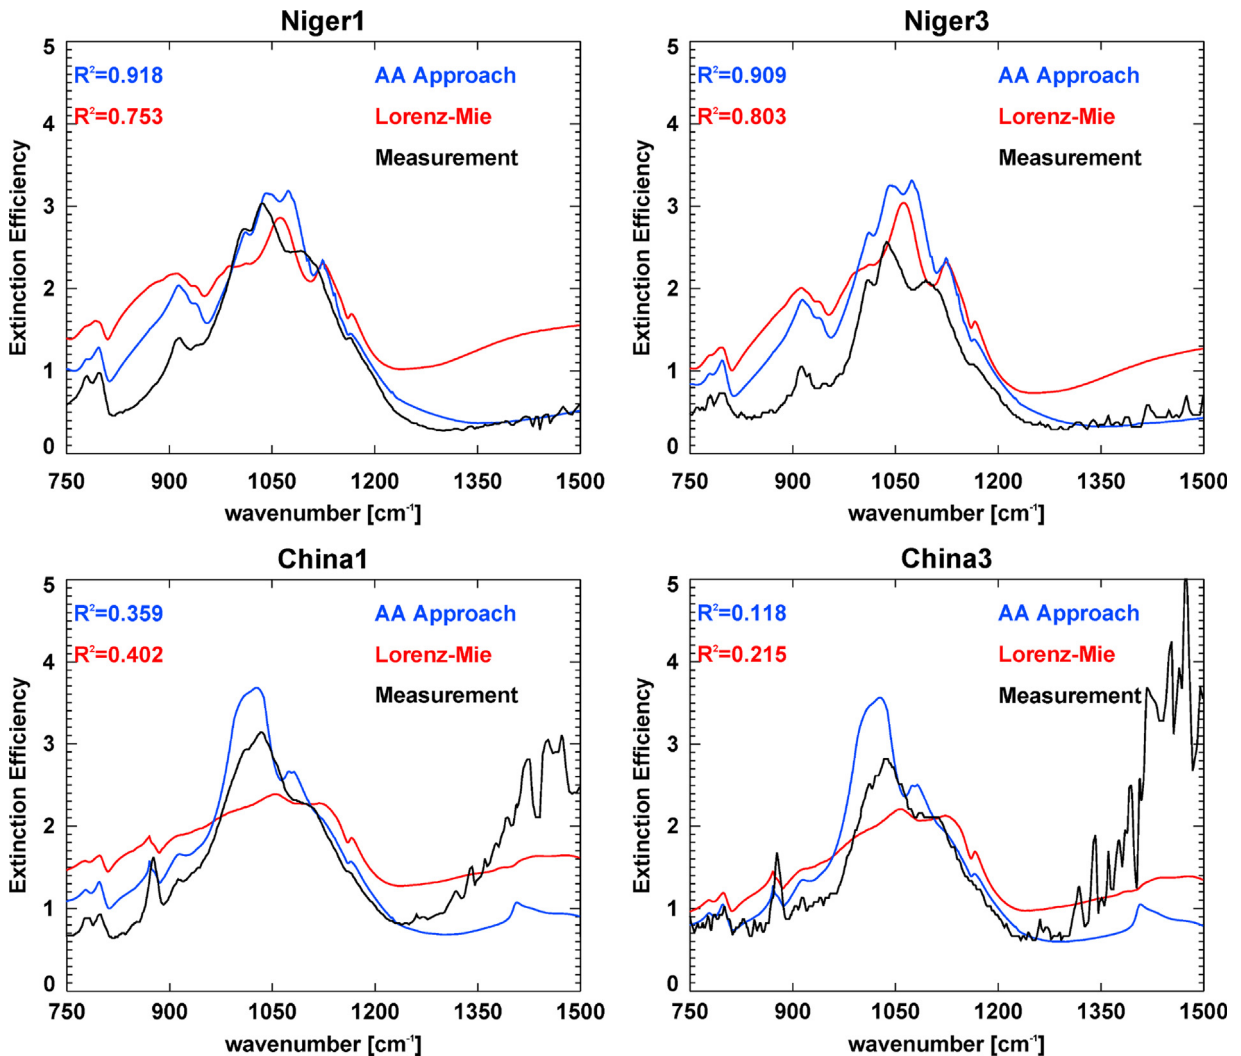 Niger1
5
4
3
2
1
0
R²=0.918
AA Approach
R²=0.753
Lorenz-Mie
Measurement
Extinction Efficiency
750
900
1050
1200
1350
1500
wavenumber [cm⁻¹]
Niger3
5
4
3
2
1
0
R²=0.909
AA Approach
R²=0.803
Lorenz-Mie
Measurement
Extinction Efficiency
750
900
1050
1200
1350
1500
wavenumber [cm⁻¹]
China1
5
4
3
2
1
0
R²=0.359
AA Approach
R²=0.402
Lorenz-Mie
Measurement
Extinction Efficiency
750
900
1050
1200
1350
1500
wavenumber [cm⁻¹]
China3
5
4
3
2
1
0
R²=0.118
AA Approach
R²=0.215
Lorenz-Mie
Measurement
Extinction Efficiency
750
900
1050
1200
1350
1500
wavenumber [cm⁻¹]